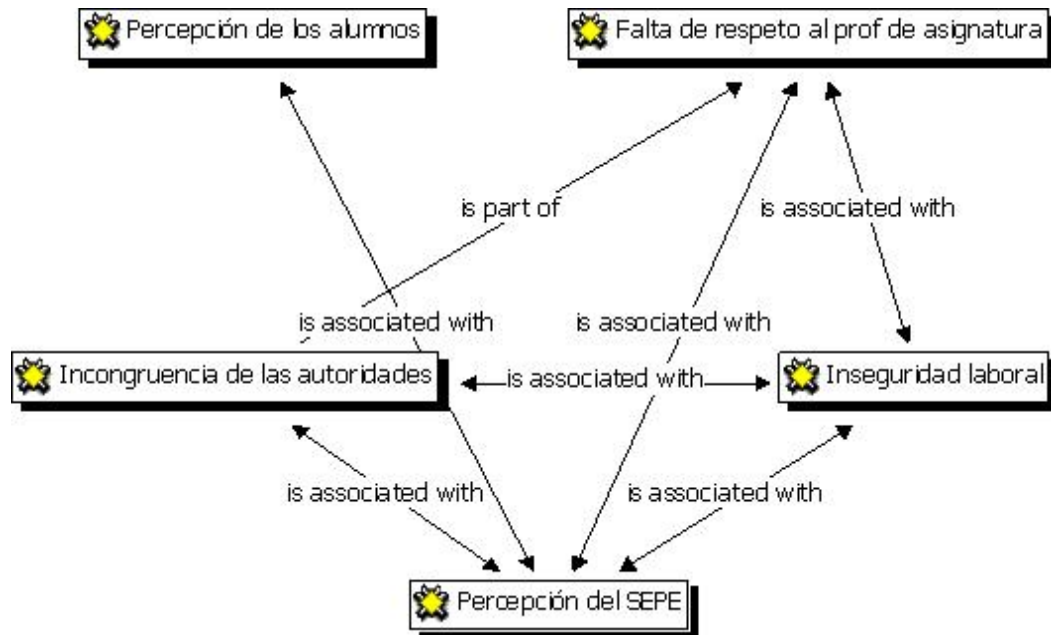 Percepción de los alumnos
Falta de respeto al prof de asignatura
is part of
is associated with
is associated with
is associated with
Incongruencia de las autoridades
is associated with
Inseguridad laboral
is associated with
is associated with
Percepción del SEPE